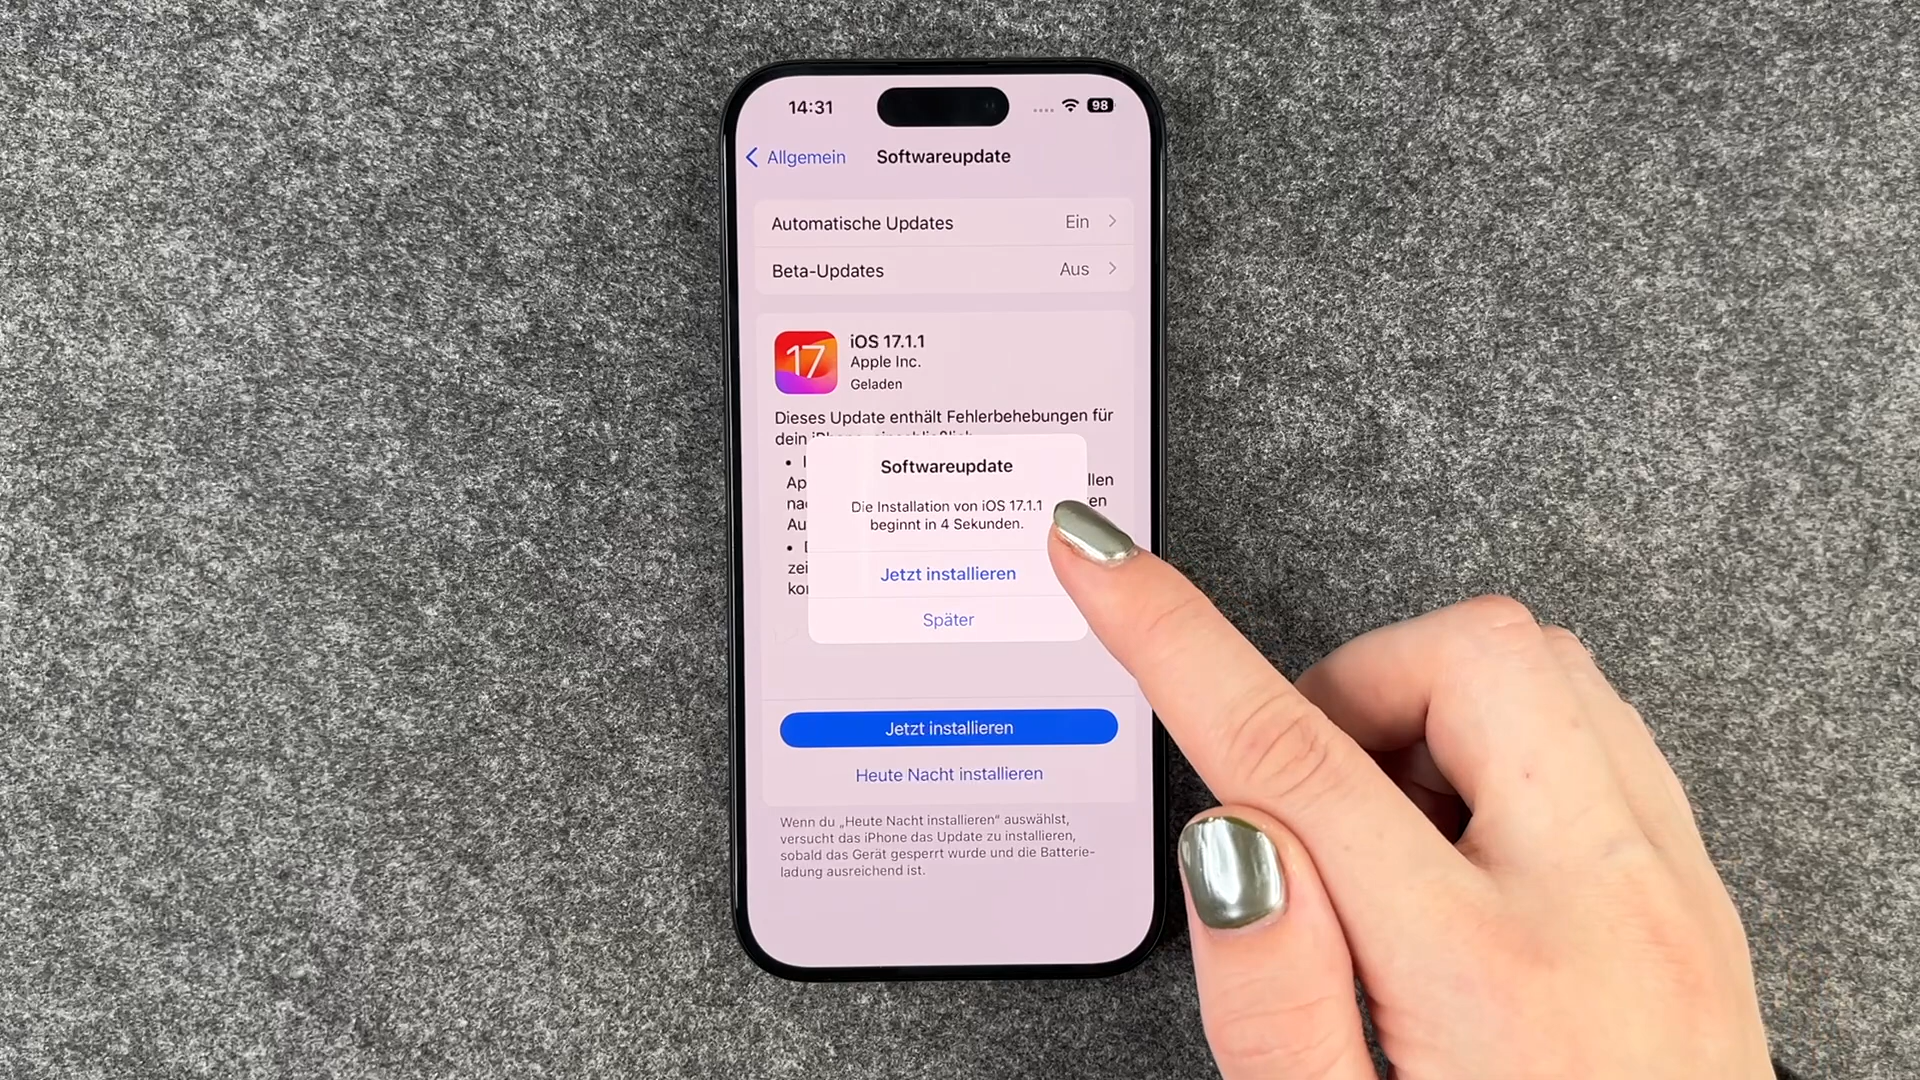 14:31
98
Allgemein
Softwareupdate
Automatische Updates Ein
Beta-Updates Aus
17
iOS 17.1.1
Apple Inc.
Geladen
Dieses Update enthält Fehlerbehebungen für
dein
Softwareupdate
Die Installation von iOS 17.1.1
beginnt in 4 Sekunden.
Jetzt installieren
Später
Jetzt installieren
Heute Nacht installieren
Wenn du „Heute Nacht installieren“ auswählst,
versucht das iPhone das Update zu installieren,
sobald das Gerät gesperrt wurde und die Batterie-
ladung ausreichend ist.